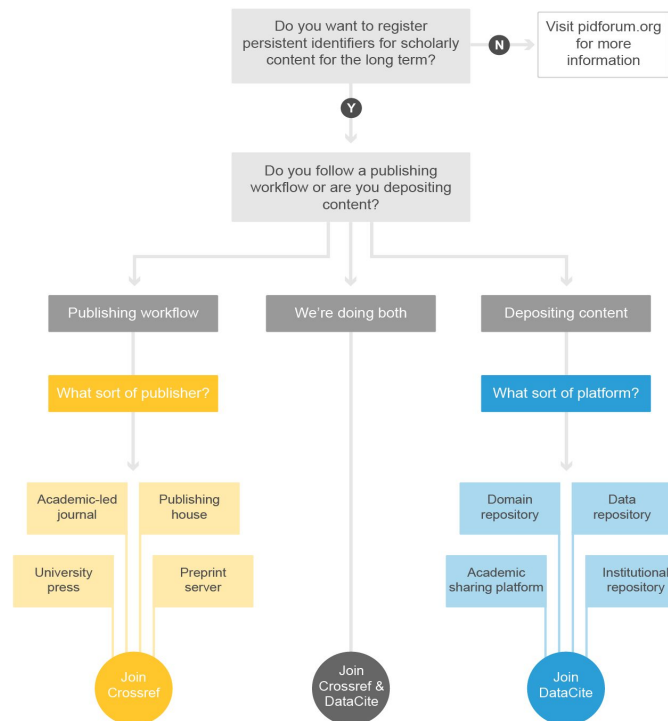 Do you want to register
persistent identifiers for scholarly
content for the long term?
N
Visit pidforum.org
for more
information
Y
Do you follow a publishing
workflow or are you depositing
content?
Publishing workflow
We're doing both
Depositing content
What sort of publisher?
What sort of platform?
Academic-led
journal
Publishing
house
Domain
repository
Data
repository
University
press
Preprint
server
Academic
sharing platform
Institutional
repository
Join
Crossref
Join
Crossref &
DataCite
Join
DataCite